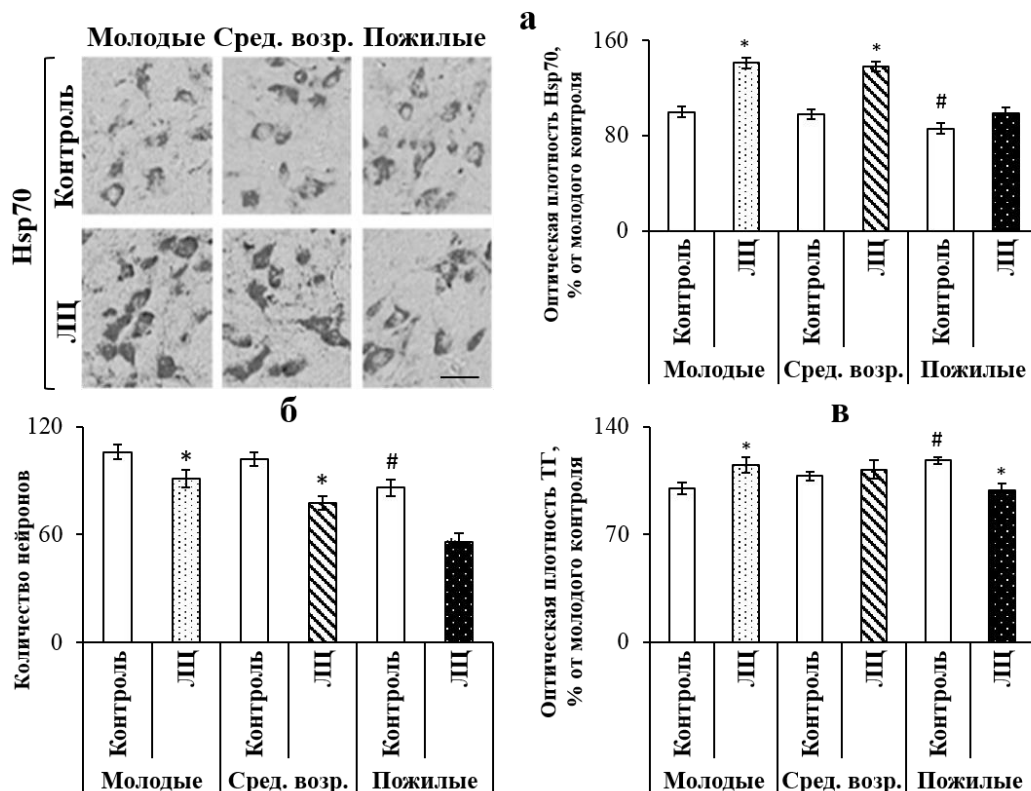 а
Молодые Сред. возр. Пожилые
Hsp70
Контроль
ЛЦ
Оптическая плотность Hsp70,
% от молодого контроля
160
80
0
*
*
#
Контроль
ЛЦ
Контроль
ЛЦ
Контроль
ЛЦ
Молодые Сред. возр. Пожилые
б
Количество нейронов
120
60
0
*
*
#
Контроль
ЛЦ
Контроль
ЛЦ
Контроль
ЛЦ
Молодые Сред. возр. Пожилые
в
Оптическая плотность ТГ,
% от молодого контроля
140
70
0
*
#
*
Контроль
ЛЦ
Контроль
ЛЦ
Контроль
ЛЦ
Молодые Сред. возр. Пожилые